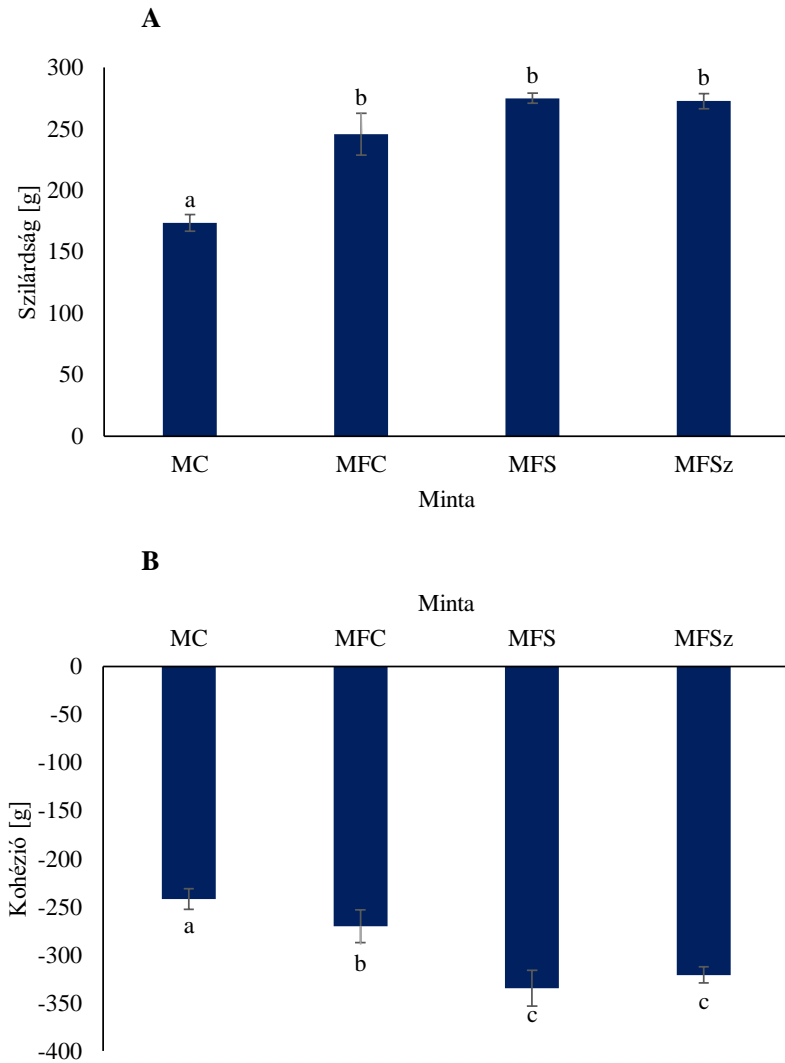 A
300
250
200
150
100
50
0
Szilárdság [g]
a
b
b
b
MC MFC MFS MFSz
Minta
B
Minta
MC MFC MFS MFSz
0
-50
-100
-150
-200
-250
-300
-350
-400
Kohézió [g]
a
b
c
c